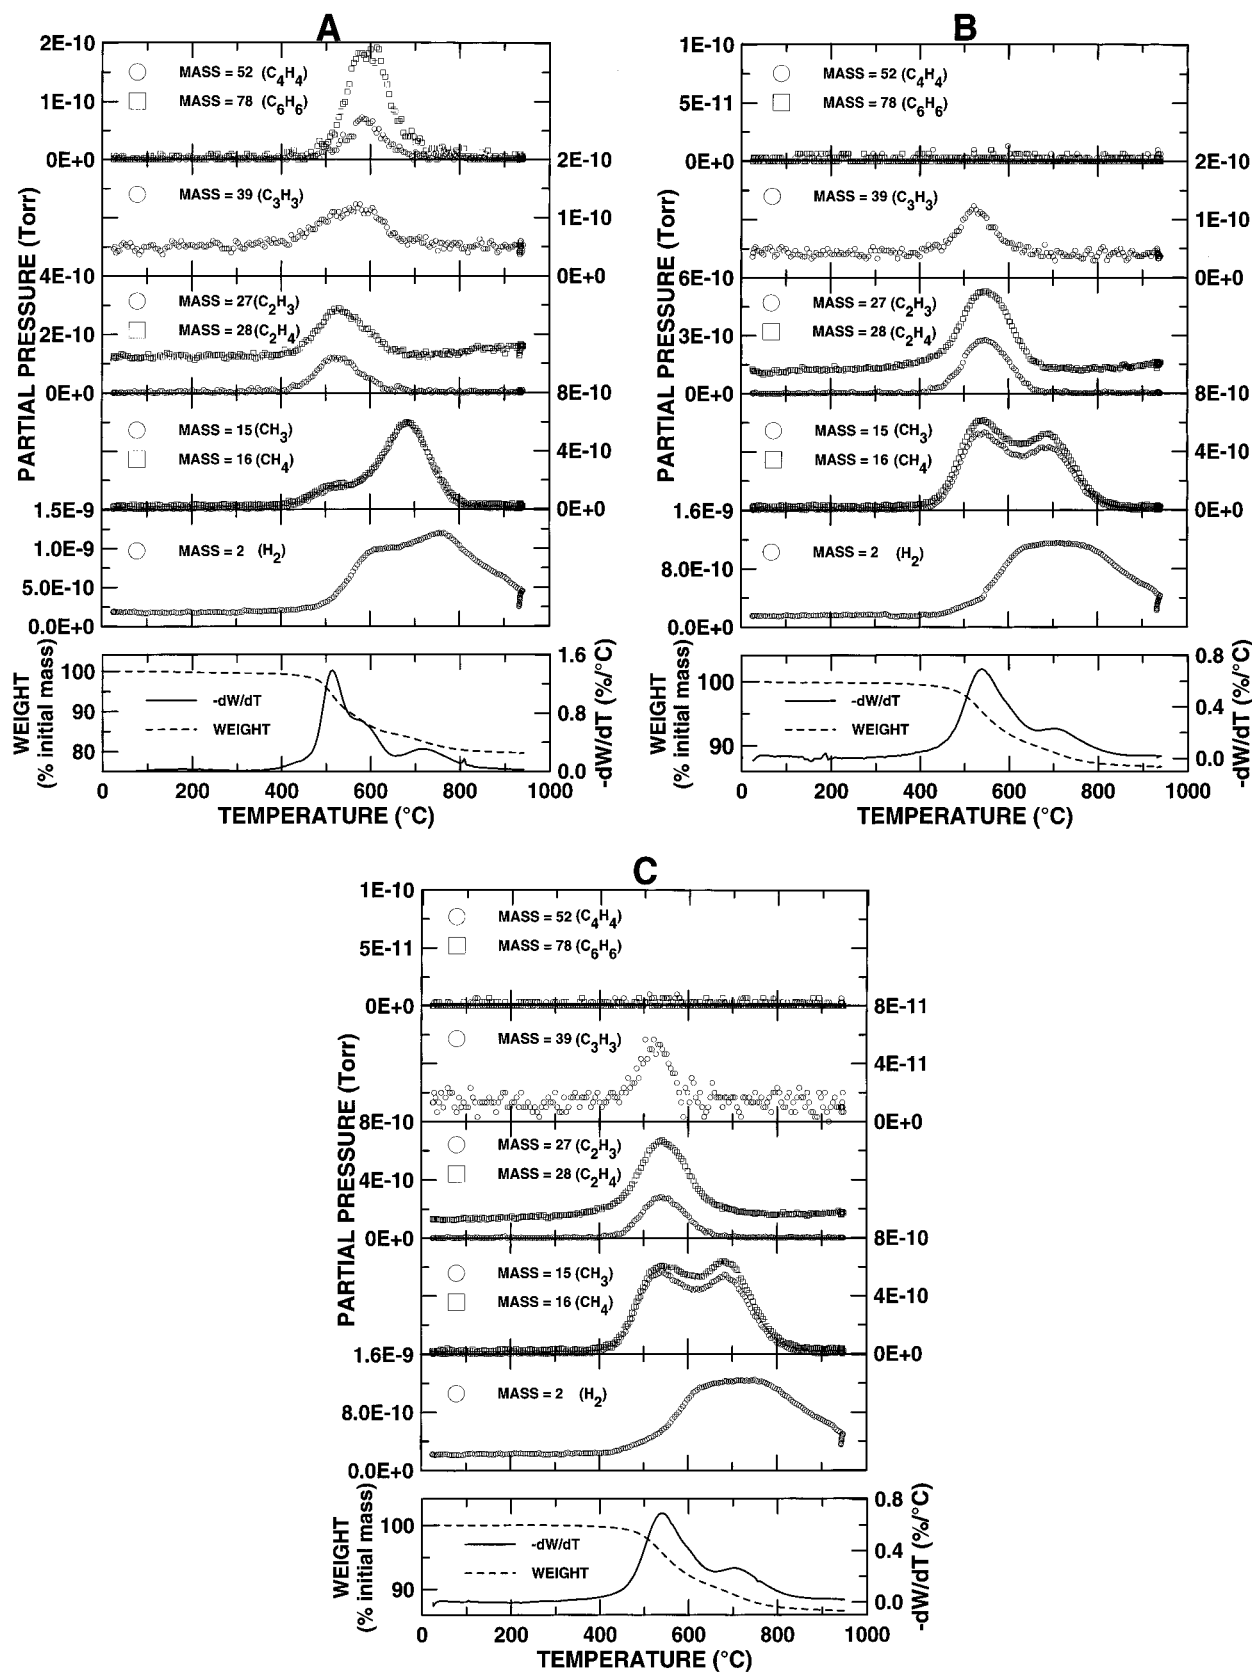 A
2E-10
MASS = 52 (C4H4)
1E-10
MASS = 78 (C6H6)
0E+0
2E-10
MASS = 39 (C3H3)
1E-10
4E-10
0E+0
MASS = 27 (C2H3)
2E-10
MASS = 28 (C2H4)
0E+0
8E-10
MASS = 15 (CH3)
4E-10
MASS = 16 (CH4)
1.5E-9
0E+0
1.0E-9
MASS = 2 (H2)
5.0E-10
0.0E+0
PARTIAL PRESSURE (Torr)
1.6
100
-dW/dT
90
0.8
WEIGHT
80
0.0
WEIGHT
(% initial mass)
-dW/dT (%/°C)
0 200 400 600 800 1000
TEMPERATURE (°C)
B
1E-10
MASS = 52 (C4H4)
5E-11
MASS = 78 (C6H6)
0E+0
2E-10
MASS = 39 (C3H3)
1E-10
6E-10
0E+0
MASS = 27 (C2H3)
3E-10
MASS = 28 (C2H4)
0E+0
8E-10
MASS = 15 (CH3)
4E-10
MASS = 16 (CH4)
1.6E-9
0E+0
MASS = 2 (H2)
8.0E-10
0.0E+0
PARTIAL PRESSURE (Torr)
0.8
100
-dW/dT
0.4
WEIGHT
90
0.0
WEIGHT
(% initial mass)
-dW/dT (%/°C)
0 200 400 600 800 1000
TEMPERATURE (°C)
C
1E-10
MASS = 52 (C4H4)
5E-11
MASS = 78 (C6H6)
0E+0
8E-11
MASS = 39 (C3H3)
4E-11
8E-10
0E+0
MASS = 27 (C2H3)
4E-10
MASS = 28 (C2H4)
0E+0
8E-10
MASS = 15 (CH3)
4E-10
MASS = 16 (CH4)
1.6E-9
0E+0
MASS = 2 (H2)
8.0E-10
0.0E+0
PARTIAL PRESSURE (Torr)
0.8
100
-dW/dT
0.4
WEIGHT
90
0.0
WEIGHT
(% initial mass)
-dW/dT (%/°C)
0 200 400 600 800 1000
TEMPERATURE (°C)